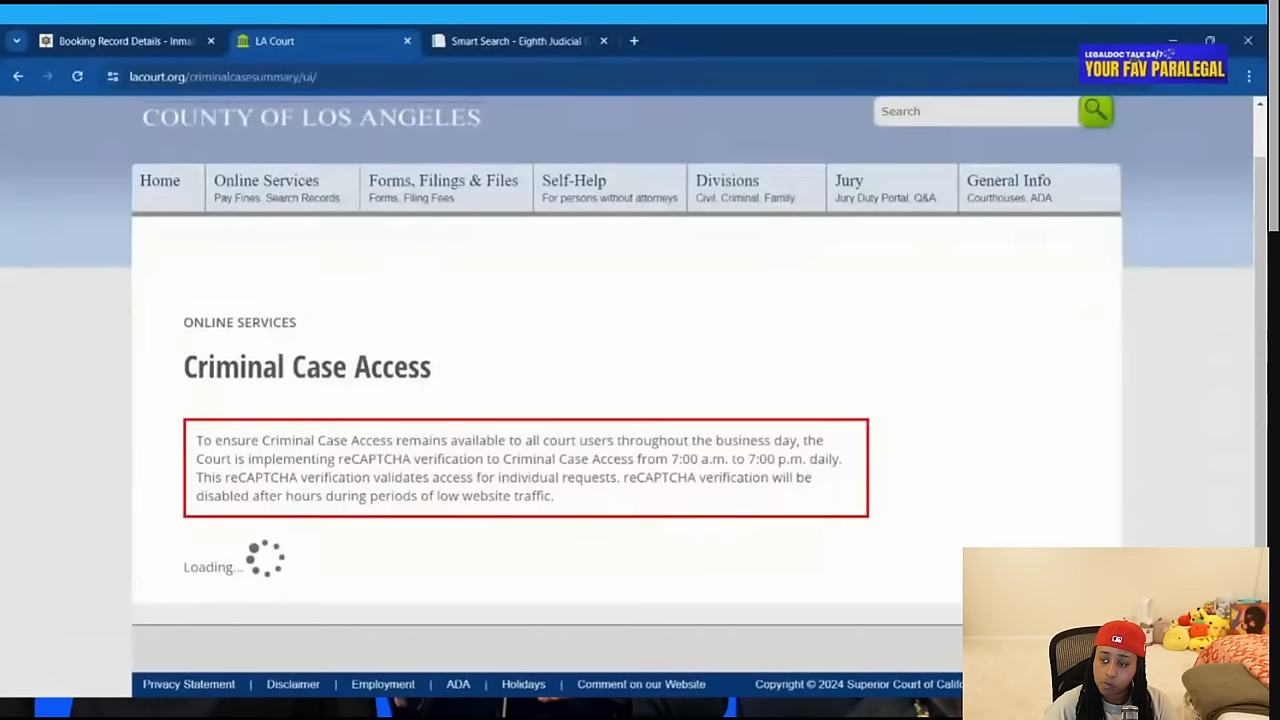 Booking Record Details - Inma
LA Court
Smart Search - Eighth Judicial
LEGALDOC TALK 24/7
YOUR FAV PARALEGAL
lacourt.org/criminalcasesummary/ui/
COUNTY OF LOS ANGELES
Search
Home
Online Services
Pay Fines, Search Records
Forms, Filings & Files
Forms, Filing Fees
Self-Help
For persons without attorneys
Divisions
Civil, Criminal, Family
Jury
Jury Duty Portal, Q&A
General Info
Courthouses, ADA
ONLINE SERVICES
Criminal Case Access
To ensure Criminal Case Access remains available to all court users throughout the business day, the
Court is implementing reCAPTCHA verification to Criminal Case Access from 7:00 a.m. to 7:00 p.m. daily.
This reCAPTCHA verification validates access for individual requests. reCAPTCHA verification will be
disabled after hours during periods of low website traffic.
Loading...
Privacy Statement | Disclaimer | Employment | ADA | Holidays | Comment on our Website Copyright © 2024 Superior Court of Califo